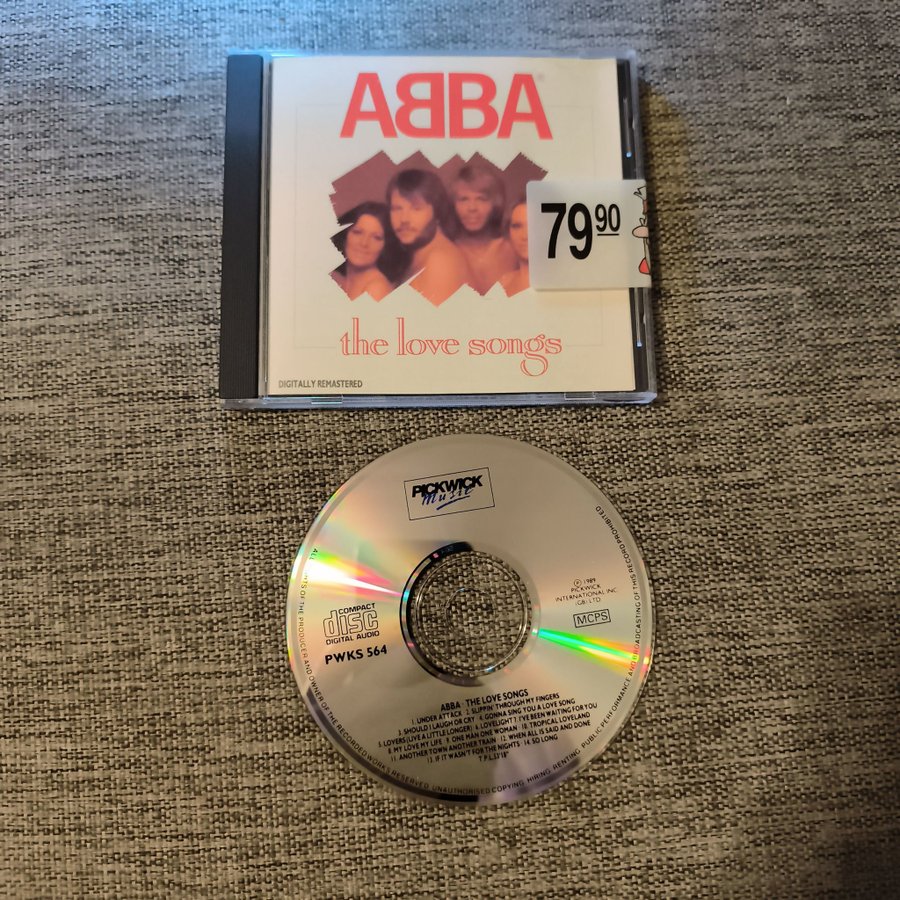 ABBA
79 90
the love songs
DIGITALLY REMASTERED
PICKWICK
Music
℗ 1989
PICKWICK
INTERNATIONAL INC.
(GB) LTD
MCPS
COMPACT
disc
DIGITAL AUDIO
PWKS 564
ABBA THE LOVE SONGS
1. UNDER ATTACK 2. SLIPPIN' THROUGH MY FINGERS
3. SHOULD I LAUGH OR CRY 4. GONNA SING YOU A LOVE SONG
5. LOVERS (LIVE A LITTLE LONGER) 6. LOVELIGHT 7. I'VE BEEN WAITING FOR YOU
8. MY LOVE MY LIFE 9. ONE MAN ONE WOMAN 10. TROPICAL LOVELAND
11. ANOTHER TOWN ANOTHER TRAIN 12. WHEN ALL IS SAID AND DONE
13. IF IT WASN'T FOR THE NIGHTS 14. SO LONG
ALL RIGHTS OF THE PRODUCER AND OWNER OF THE RECORDED WORKS RESERVED. UNAUTHORISED COPYING, HIRING, RENTING, PUBLIC PERFORMANCE AND BROADCASTING OF THIS RECORD PROHIBITED